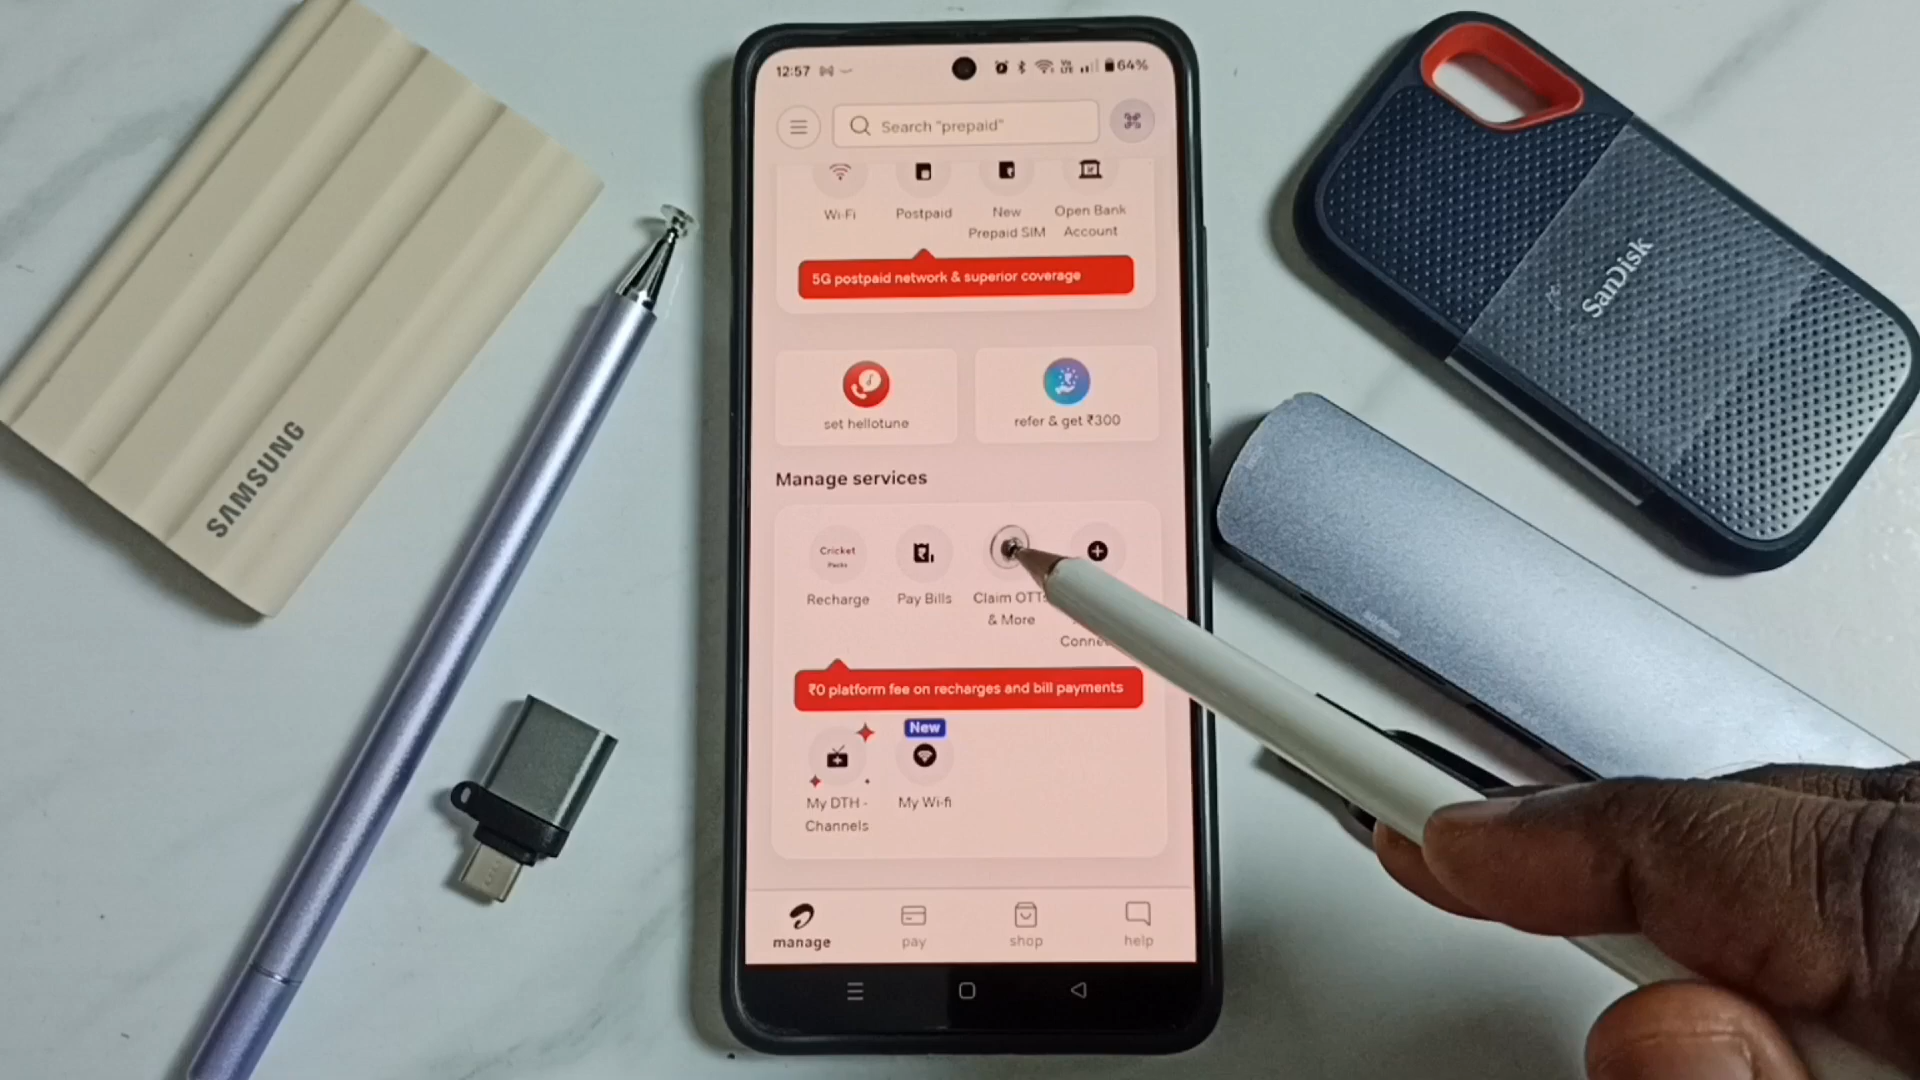 12:57
64%
Search "prepaid"
Wi-Fi
Postpaid
New
Prepaid SIM
Open Bank
Account
5G postpaid network & superior coverage
set hellotune
refer & get ₹300
Manage services
Cricket
Packs
Recharge
Pay Bills
Claim OTTs
& More
₹0 platform fee on recharges and bill payments
New
My DTH -
Channels
My Wi-fi
manage
pay
shop
help
SAMSUNG
SanDisk